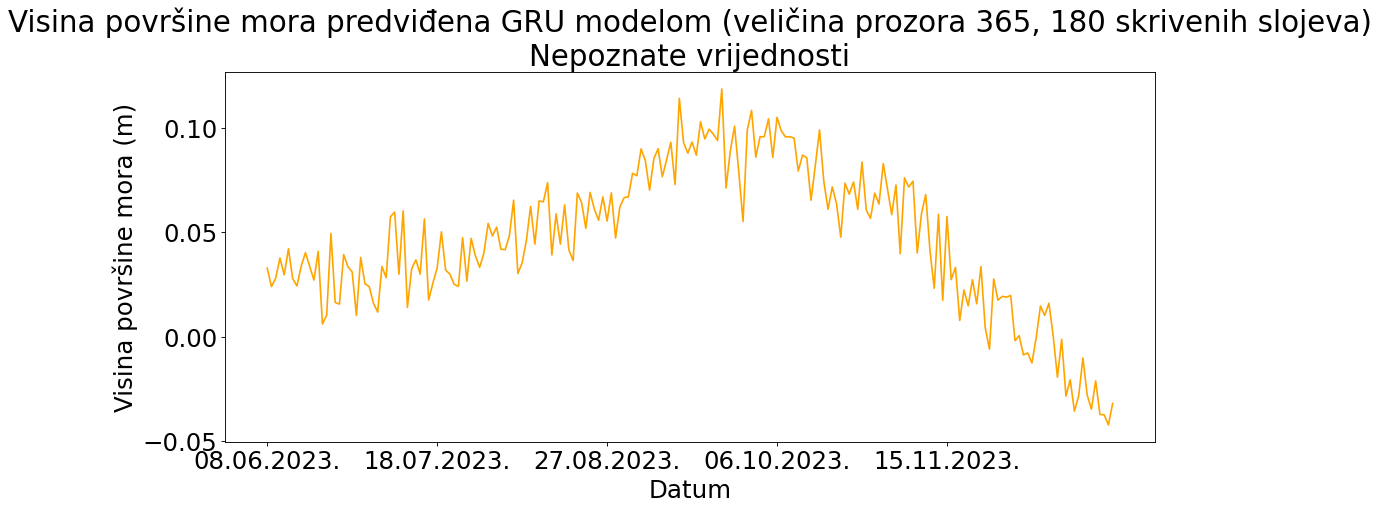 Visina površine mora predviđena GRU modelom (veličina prozora 365, 180 skrivenih slojeva)
Nepoznate vrijednosti
Visina površine mora (m)
0.10
0.05
0.00
−0.05
08.06.2023. 18.07.2023. 27.08.2023. 06.10.2023. 15.11.2023.
Datum